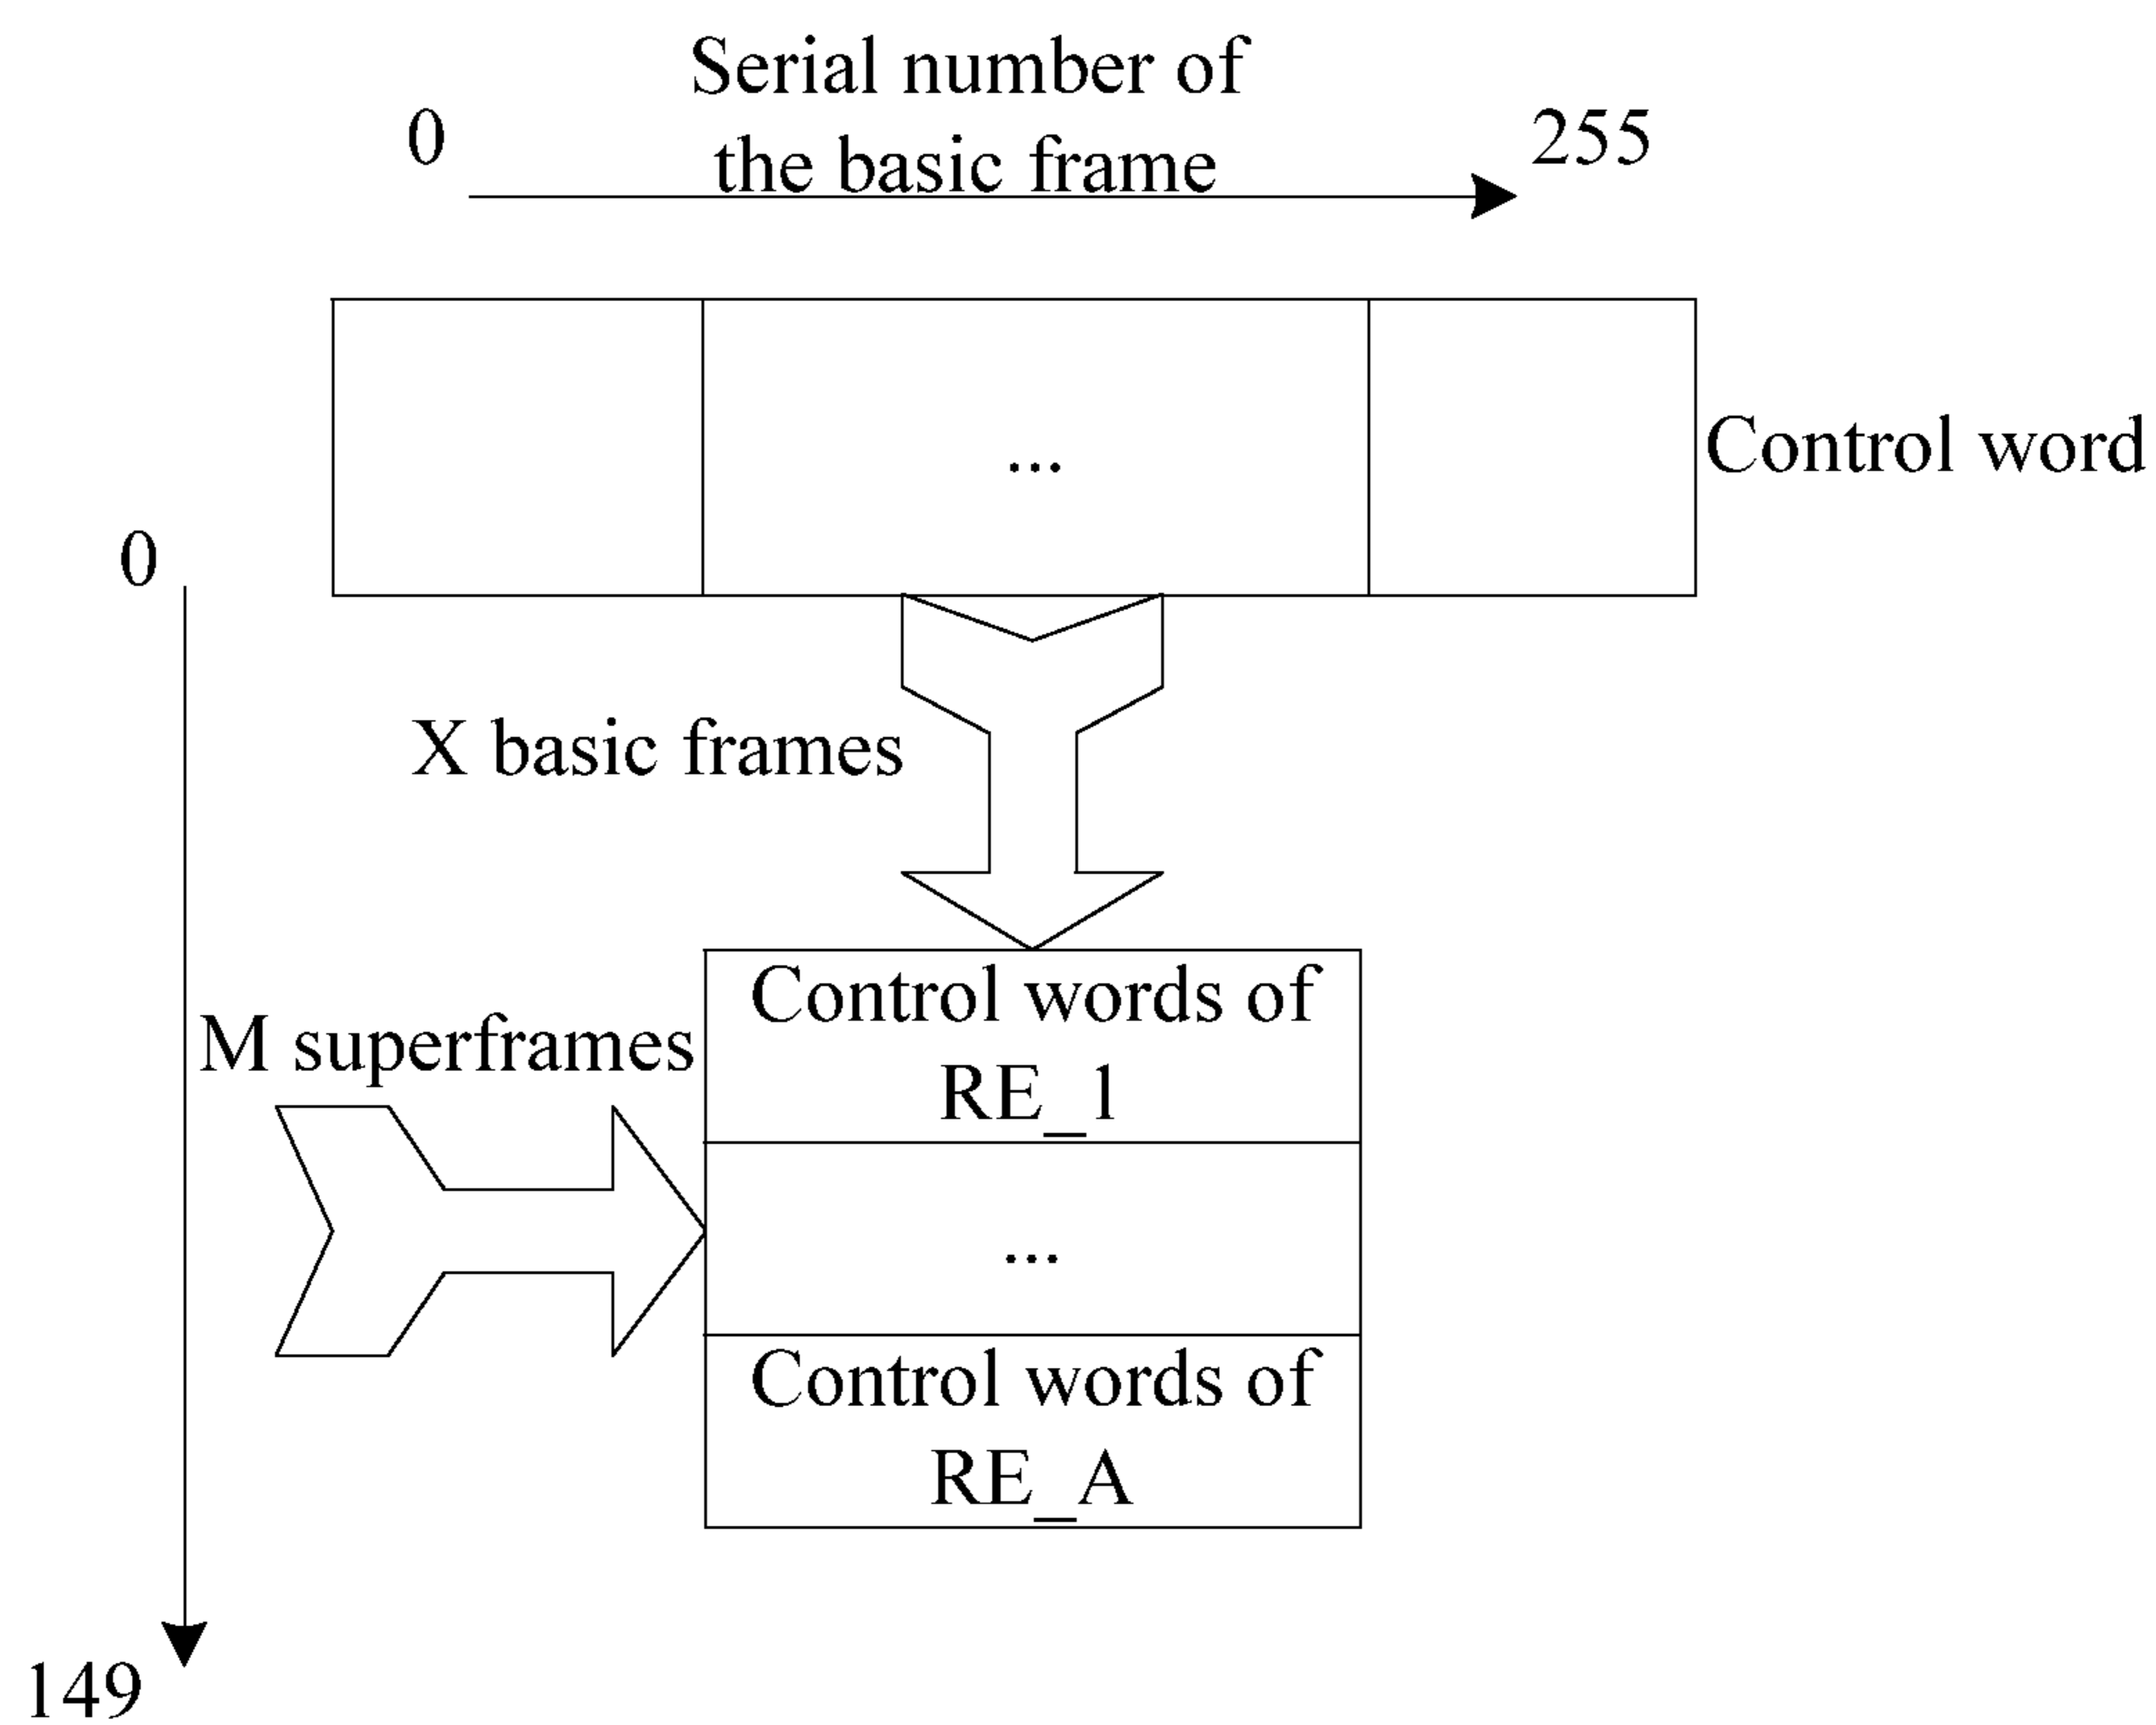 Serial number of
the basic frame
0
255
...
Control word
0
X basic frames
M superframes
Control words of
RE_1
...
Control words of
RE_A
149